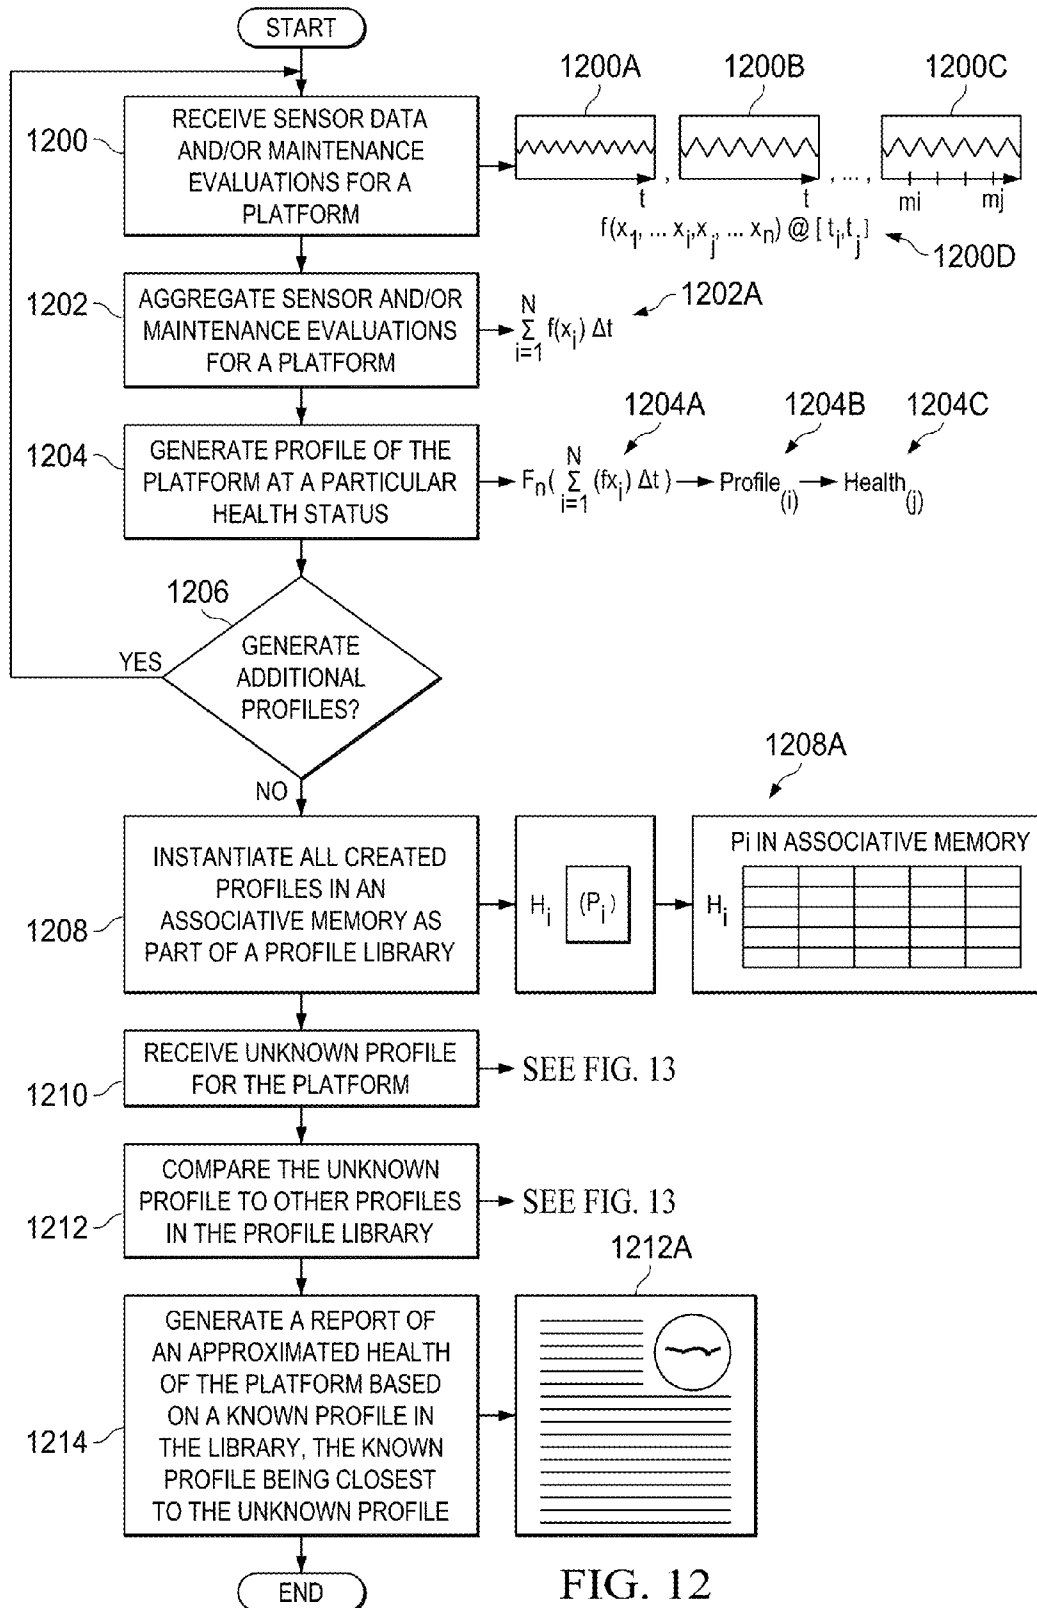 START
1200A
1200B
1200C
1200
RECEIVE SENSOR DATA
AND/OR MAINTENANCE
EVALUATIONS FOR A
PLATFORM
t , t , ... , mi mj
f(x1, ... xi,xj, ... xn) @ [ti,tj]
1200D
1202
AGGREGATE SENSOR AND/OR
MAINTENANCE EVALUATIONS
FOR A PLATFORM
N
Σ f(xi) Δt
i=1
1202A
1204
GENERATE PROFILE OF THE
PLATFORM AT A PARTICULAR
HEALTH STATUS
1204A
1204B
1204C
N
Fn( Σ (fxi) Δt ) Profile(i) Health(j)
i=1
1206
GENERATE
ADDITIONAL
PROFILES?
YES
NO
1208A
1208
INSTANTIATE ALL CREATED
PROFILES IN AN
ASSOCIATIVE MEMORY AS
PART OF A PROFILE LIBRARY
Hi (Pi)
Pi IN ASSOCIATIVE MEMORY
Hi
1210
RECEIVE UNKNOWN PROFILE
FOR THE PLATFORM
SEE FIG. 13
1212
COMPARE THE UNKNOWN
PROFILE TO OTHER PROFILES
IN THE PROFILE LIBRARY
SEE FIG. 13
1212A
1214
GENERATE A REPORT OF
AN APPROXIMATED HEALTH
OF THE PLATFORM BASED
ON A KNOWN PROFILE IN
THE LIBRARY, THE KNOWN
PROFILE BEING CLOSEST
TO THE UNKNOWN PROFILE
END
FIG. 12